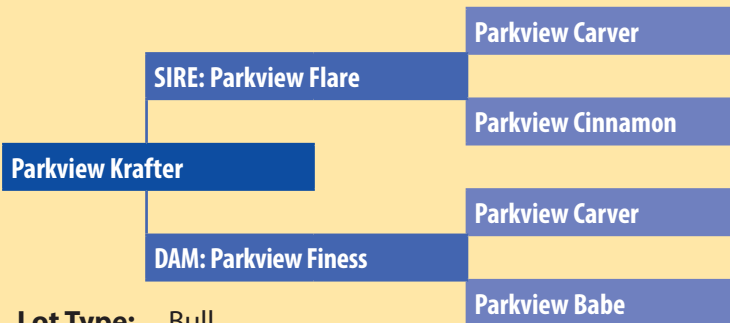 Parkview Carver
SIRE: Parkview Flare
Parkview Cinnamon
Parkview Krafter
Parkview Carver
DAM: Parkview Finess
Parkview Babe
Lot Type: Bull